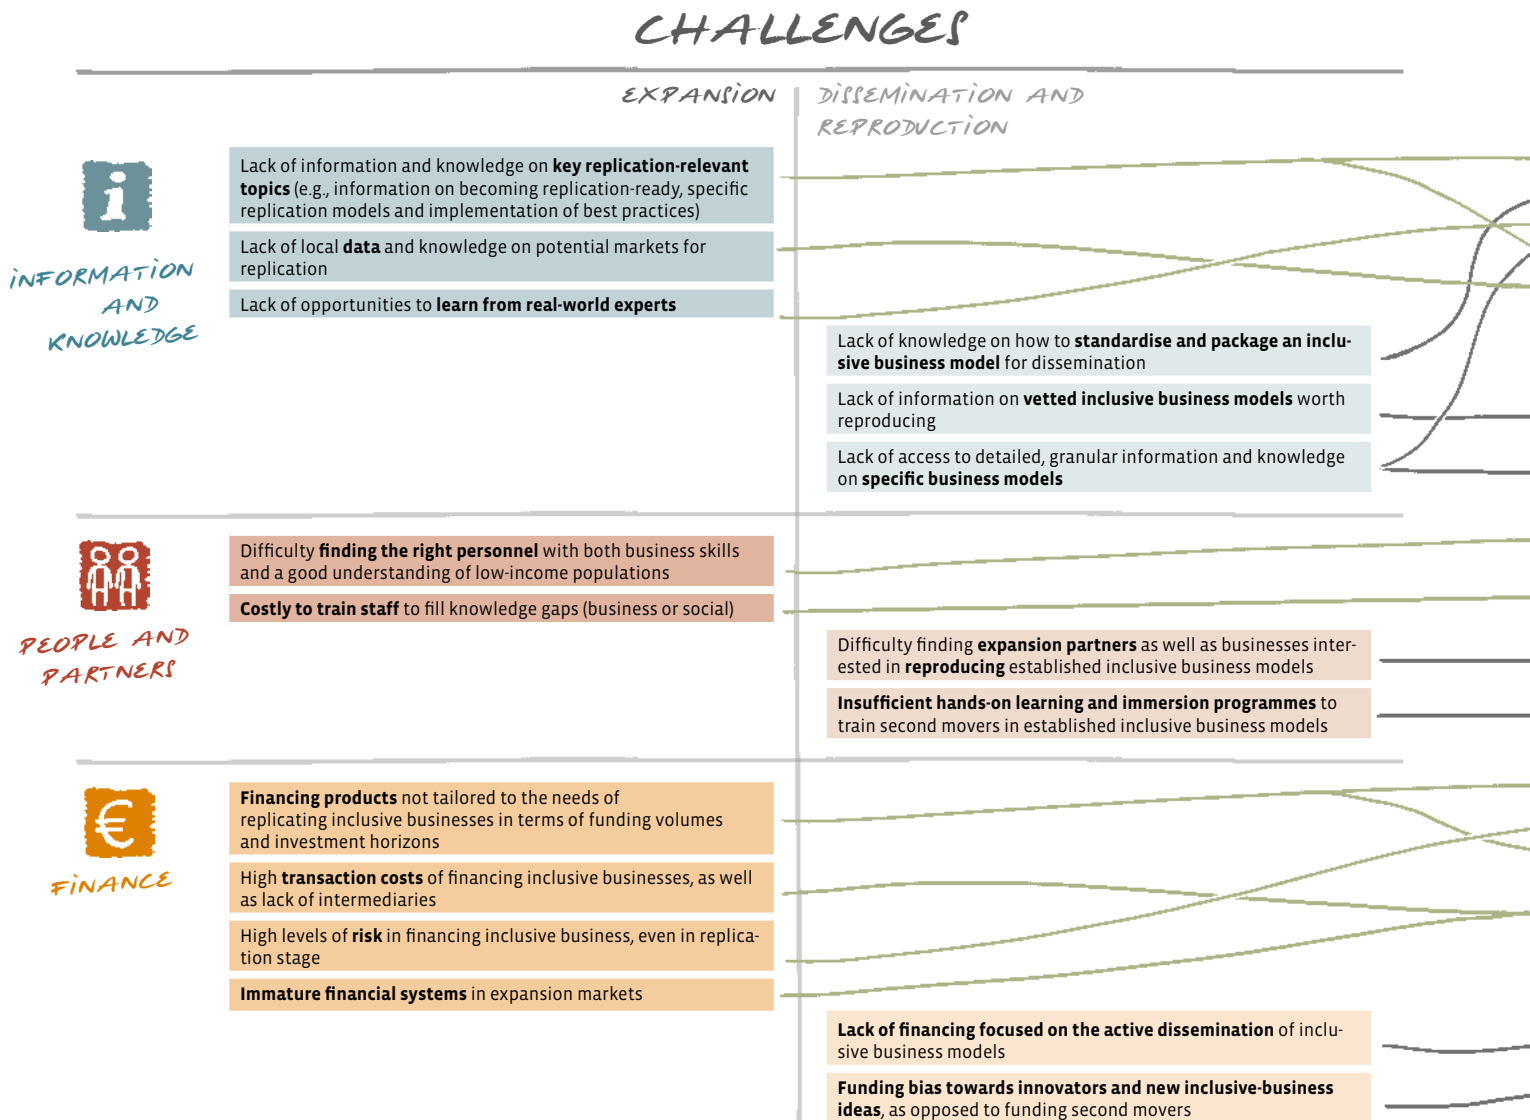 CHALLENGES
EXPANSION
DISSEMINATION AND
REPRODUCTION
INFORMATION
AND
KNOWLEDGE
Lack of information and knowledge on key replication-relevant
topics (e.g., information on becoming replication-ready, specific
replication models and implementation of best practices)
Lack of local data and knowledge on potential markets for
replication
Lack of opportunities to learn from real-world experts
Lack of knowledge on how to standardise and package an inclu-
sive business model for dissemination
Lack of information on vetted inclusive business models worth
reproducing
Lack of access to detailed, granular information and knowledge
on specific business models
PEOPLE AND
PARTNERS
Difficulty finding the right personnel with both business skills
and a good understanding of low-income populations
Costly to train staff to fill knowledge gaps (business or social)
Difficulty finding expansion partners as well as businesses inter-
ested in reproducing established inclusive business models
Insufficient hands-on learning and immersion programmes to
train second movers in established inclusive business models
€
FINANCE
Financing products not tailored to the needs of
replicating inclusive businesses in terms of funding volumes
and investment horizons
High transaction costs of financing inclusive businesses, as well
as lack of intermediaries
High levels of risk in financing inclusive business, even in replica-
tion stage
Immature financial systems in expansion markets
Lack of financing focused on the active dissemination of inclu-
sive business models
Funding bias towards innovators and new inclusive-business
ideas, as opposed to funding second movers